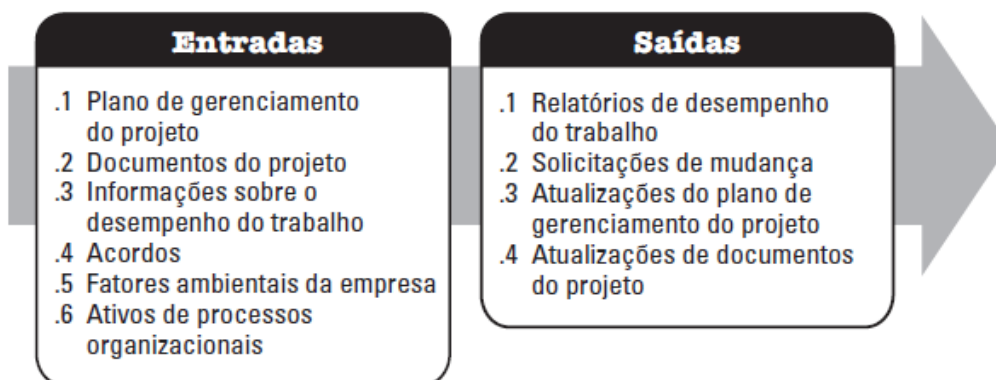 Entradas
.1 Plano de gerenciamento
do projeto
.2 Documentos do projeto
.3 Informações sobre o
desempenho do trabalho
.4 Acordos
.5 Fatores ambientais da empresa
.6 Ativos de processos
organizacionais
Saídas
.1 Relatórios de desempenho
do trabalho
.2 Solicitações de mudança
.3 Atualizações do plano de
gerenciamento do projeto
.4 Atualizações de documentos
do projeto